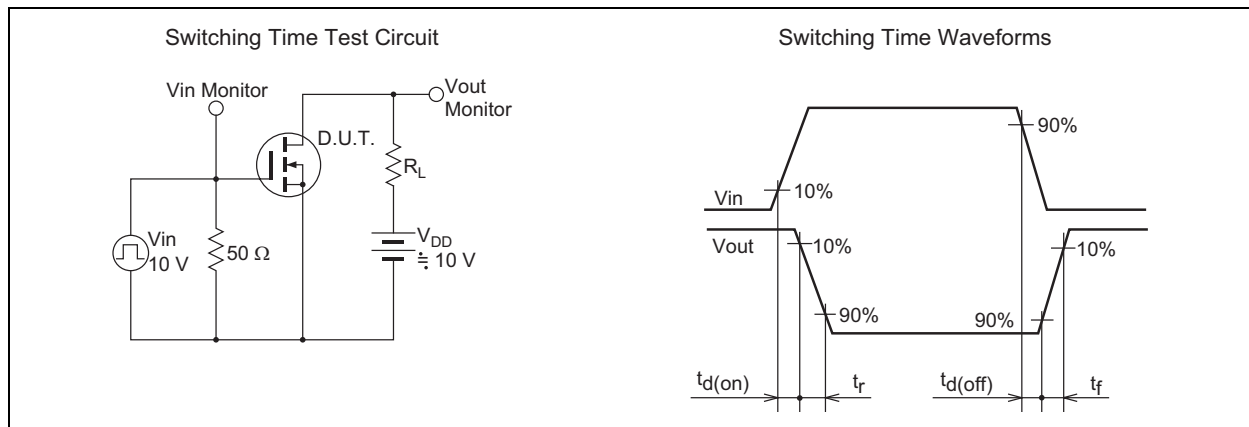 Switching Time Test Circuit
Vin Monitor
Vout
Monitor
D.U.T.
RL
Vin
10 V
50 Ω
VDD
≒ 10 V
Switching Time Waveforms
90%
10%
Vin
Vout
10%
10%
90%
90%
td(on)
tr
td(off)
tf